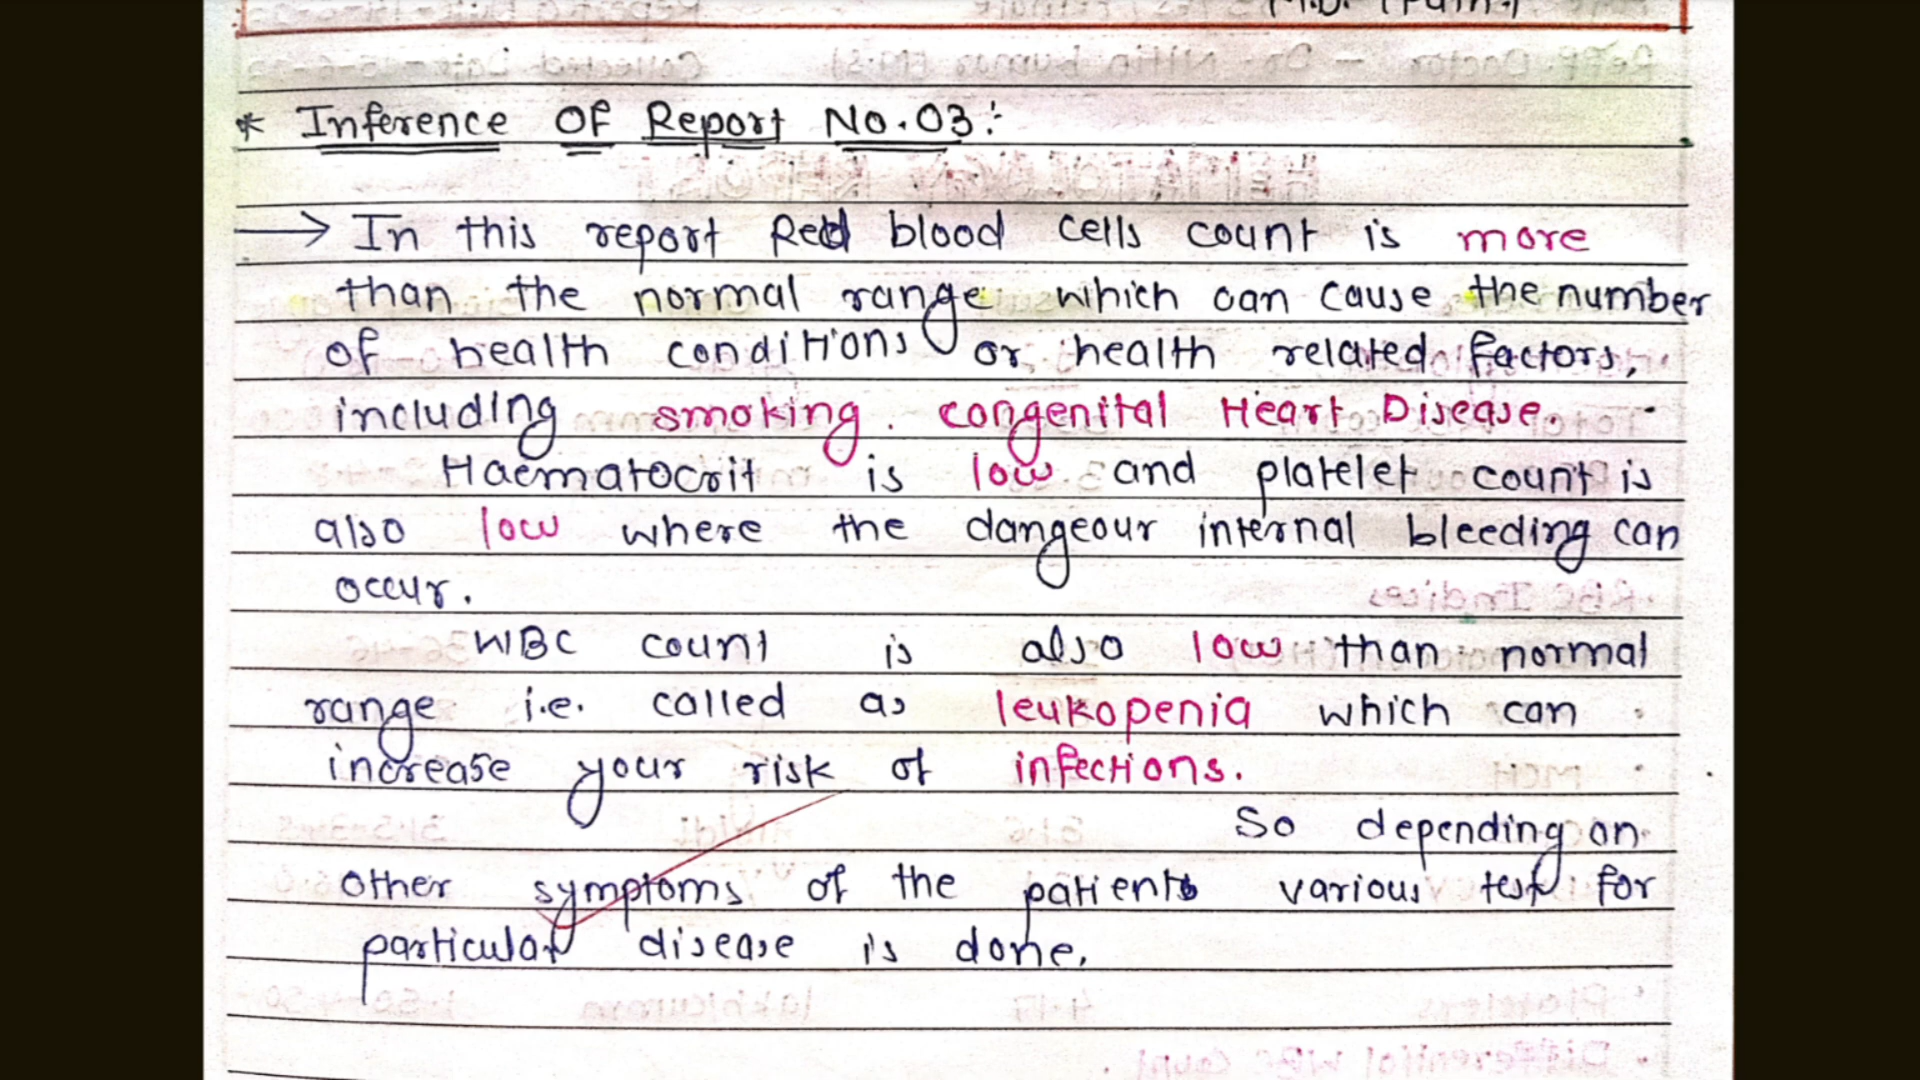 * Inference Of Report No.03:
→ In this report Red blood cells count is more
than the normal range which can cause the number
of health conditions or health related factors,
including smoking. congenital Heart Disease.
Haematocrit is low and platelet count is
also low where the dangeour internal bleeding can
occur.
WBC count is also low than normal
range i.e. called as leukopenia which can
increase your risk of infections.
So depending on
other symptoms of the patients various test for
particular disease is done.